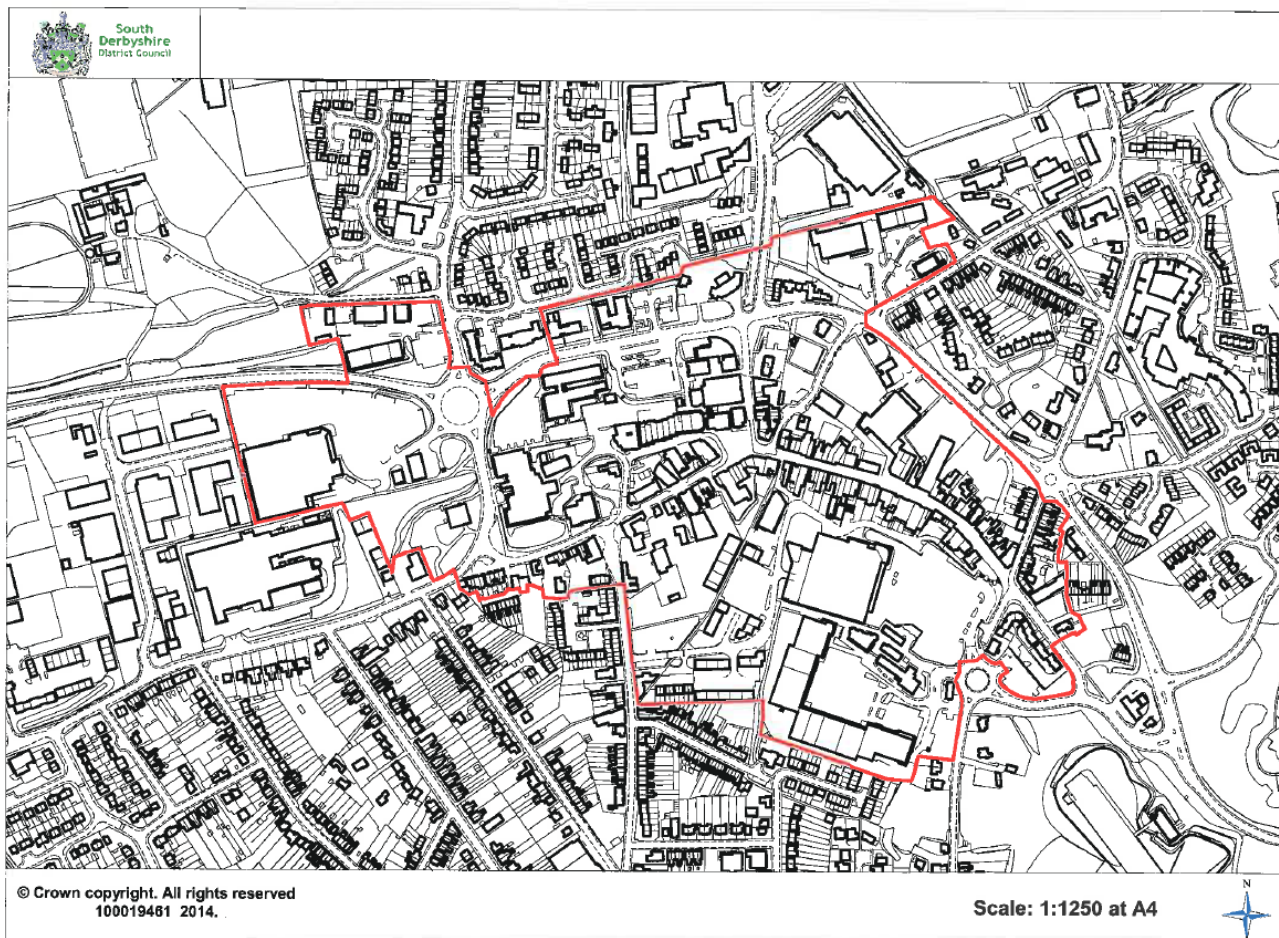 South
Derbyshire
District Council
© Crown copyright. All rights reserved
100019461 2014.
Scale: 1:1250 at A4
N